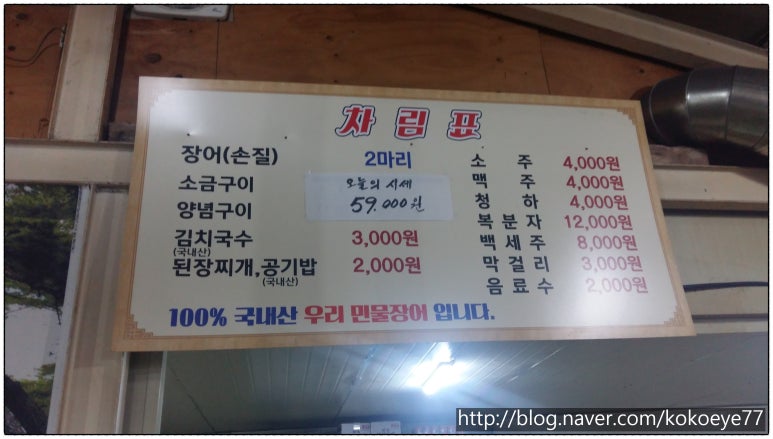 차림표
장어(손질) 2마리
소금구이 오늘의 시세
양념구이 59.000원
김치국수 3,000원
(국내산)
된장찌개,공기밥 2,000원
(국내산)
소주 4,000원
맥주 4,000원
청하 4,000원
복분자 12,000원
백세주 8,000원
막걸리 3,000원
음료수 2,000원
100% 국내산 우리 민물장어 입니다.
http://blog.naver.com/kokoeye77